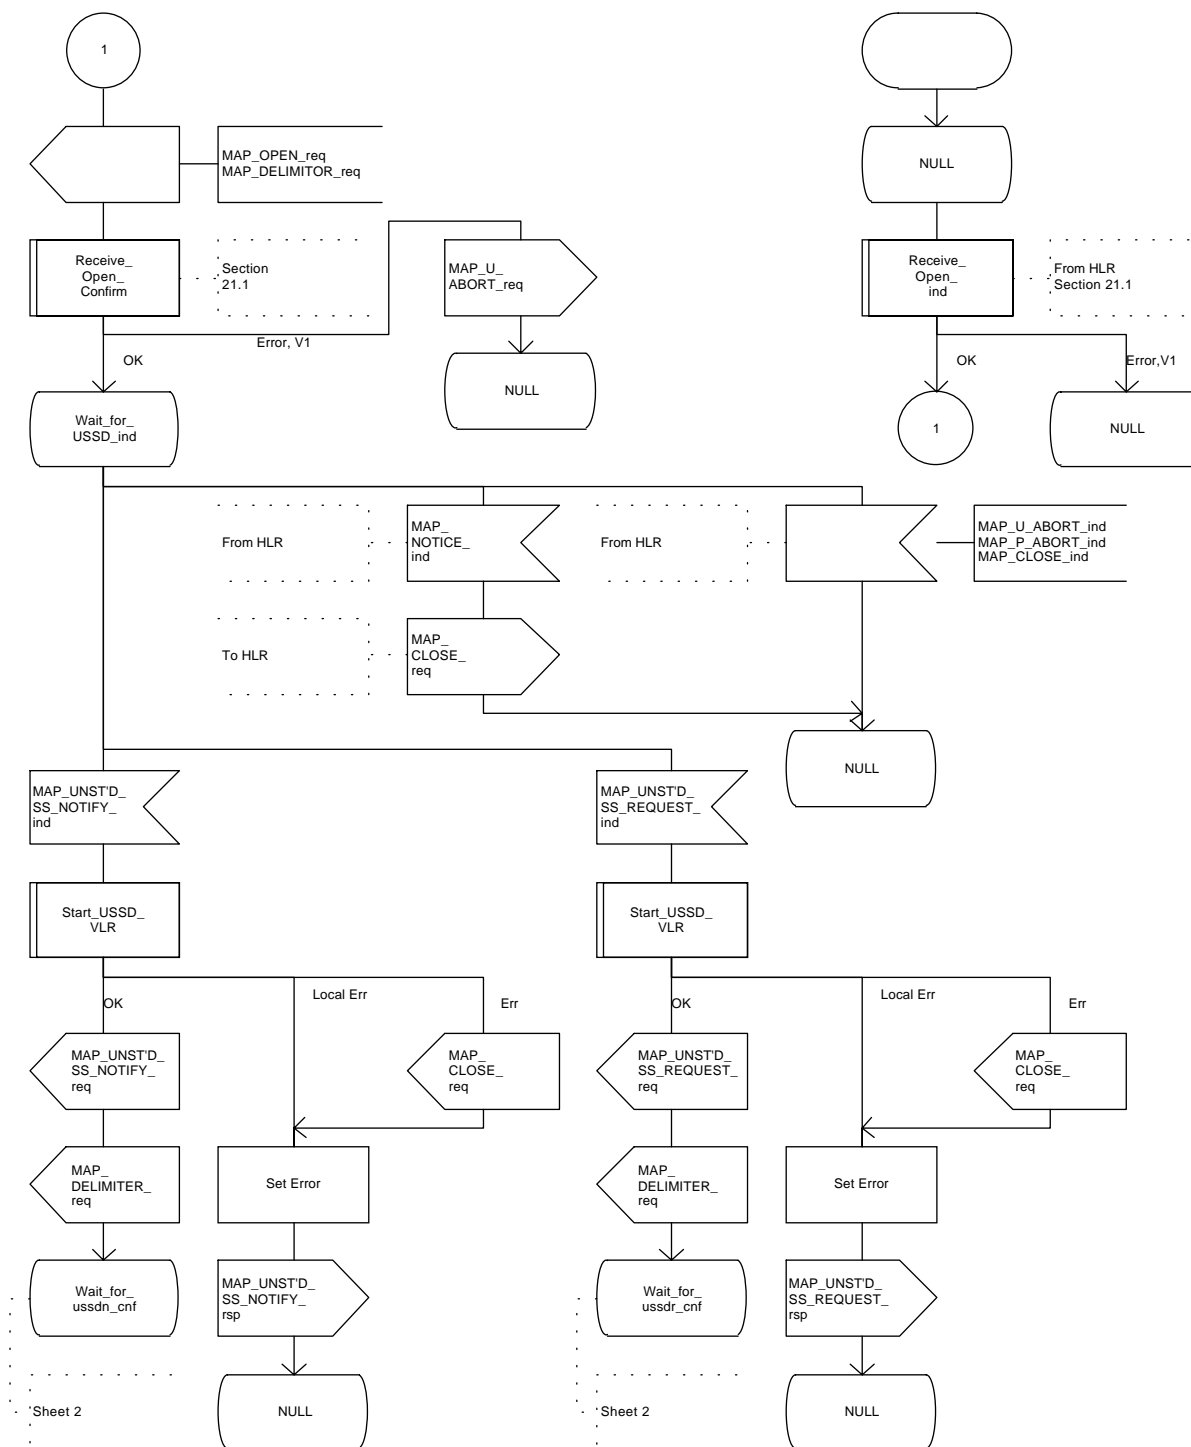 1
MAP_OPEN_req
MAP_DELIMITOR_req
NULL
Receive_
Open_
Confirm
Section
21.1
MAP_U_
ABORT_req
Receive_
Open_
ind
From HLR
Section 21.1
Error, V1
OK
OK
Error,V1
NULL
Wait_for_
USSD_ind
1
NULL
From HLR
MAP_
NOTICE_
ind
From HLR
MAP_U_ABORT_ind
MAP_P_ABORT_ind
MAP_CLOSE_ind
To HLR
MAP_
CLOSE_
req
NULL
MAP_UNST'D_
SS_NOTIFY_
ind
MAP_UNST'D_
SS_REQUEST_
ind
Start_USSD_
VLR
Start_USSD_
VLR
OK
Local Err
Err
OK
Local Err
Err
MAP_UNST'D_
SS_NOTIFY_
req
MAP_
CLOSE_
req
MAP_UNST'D_
SS_REQUEST_
req
MAP_
CLOSE_
req
MAP_
DELIMITER_
req
Set Error
MAP_
DELIMITER_
req
Set Error
Wait_for_
ussdn_cnf
MAP_UNST'D_
SS_NOTIFY_
rsp
Wait_for_
ussdr_cnf
MAP_UNST'D_
SS_REQUEST_
rsp
Sheet 2
NULL
Sheet 2
NULL